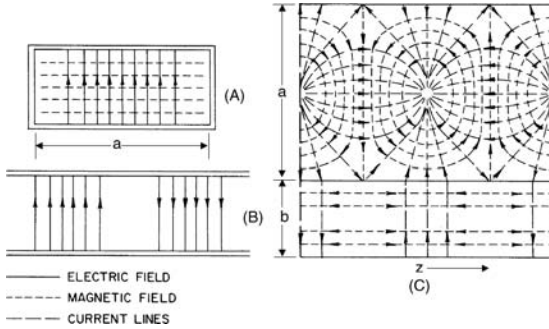 (A)
a
(B)
ELECTRIC FIELD
MAGNETIC FIELD
CURRENT LINES
a
b
z
(C)